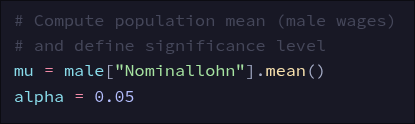 # Compute population mean (male wages)
# and define significance level
mu = male["Nominallohn"].mean()
alpha = 0.05